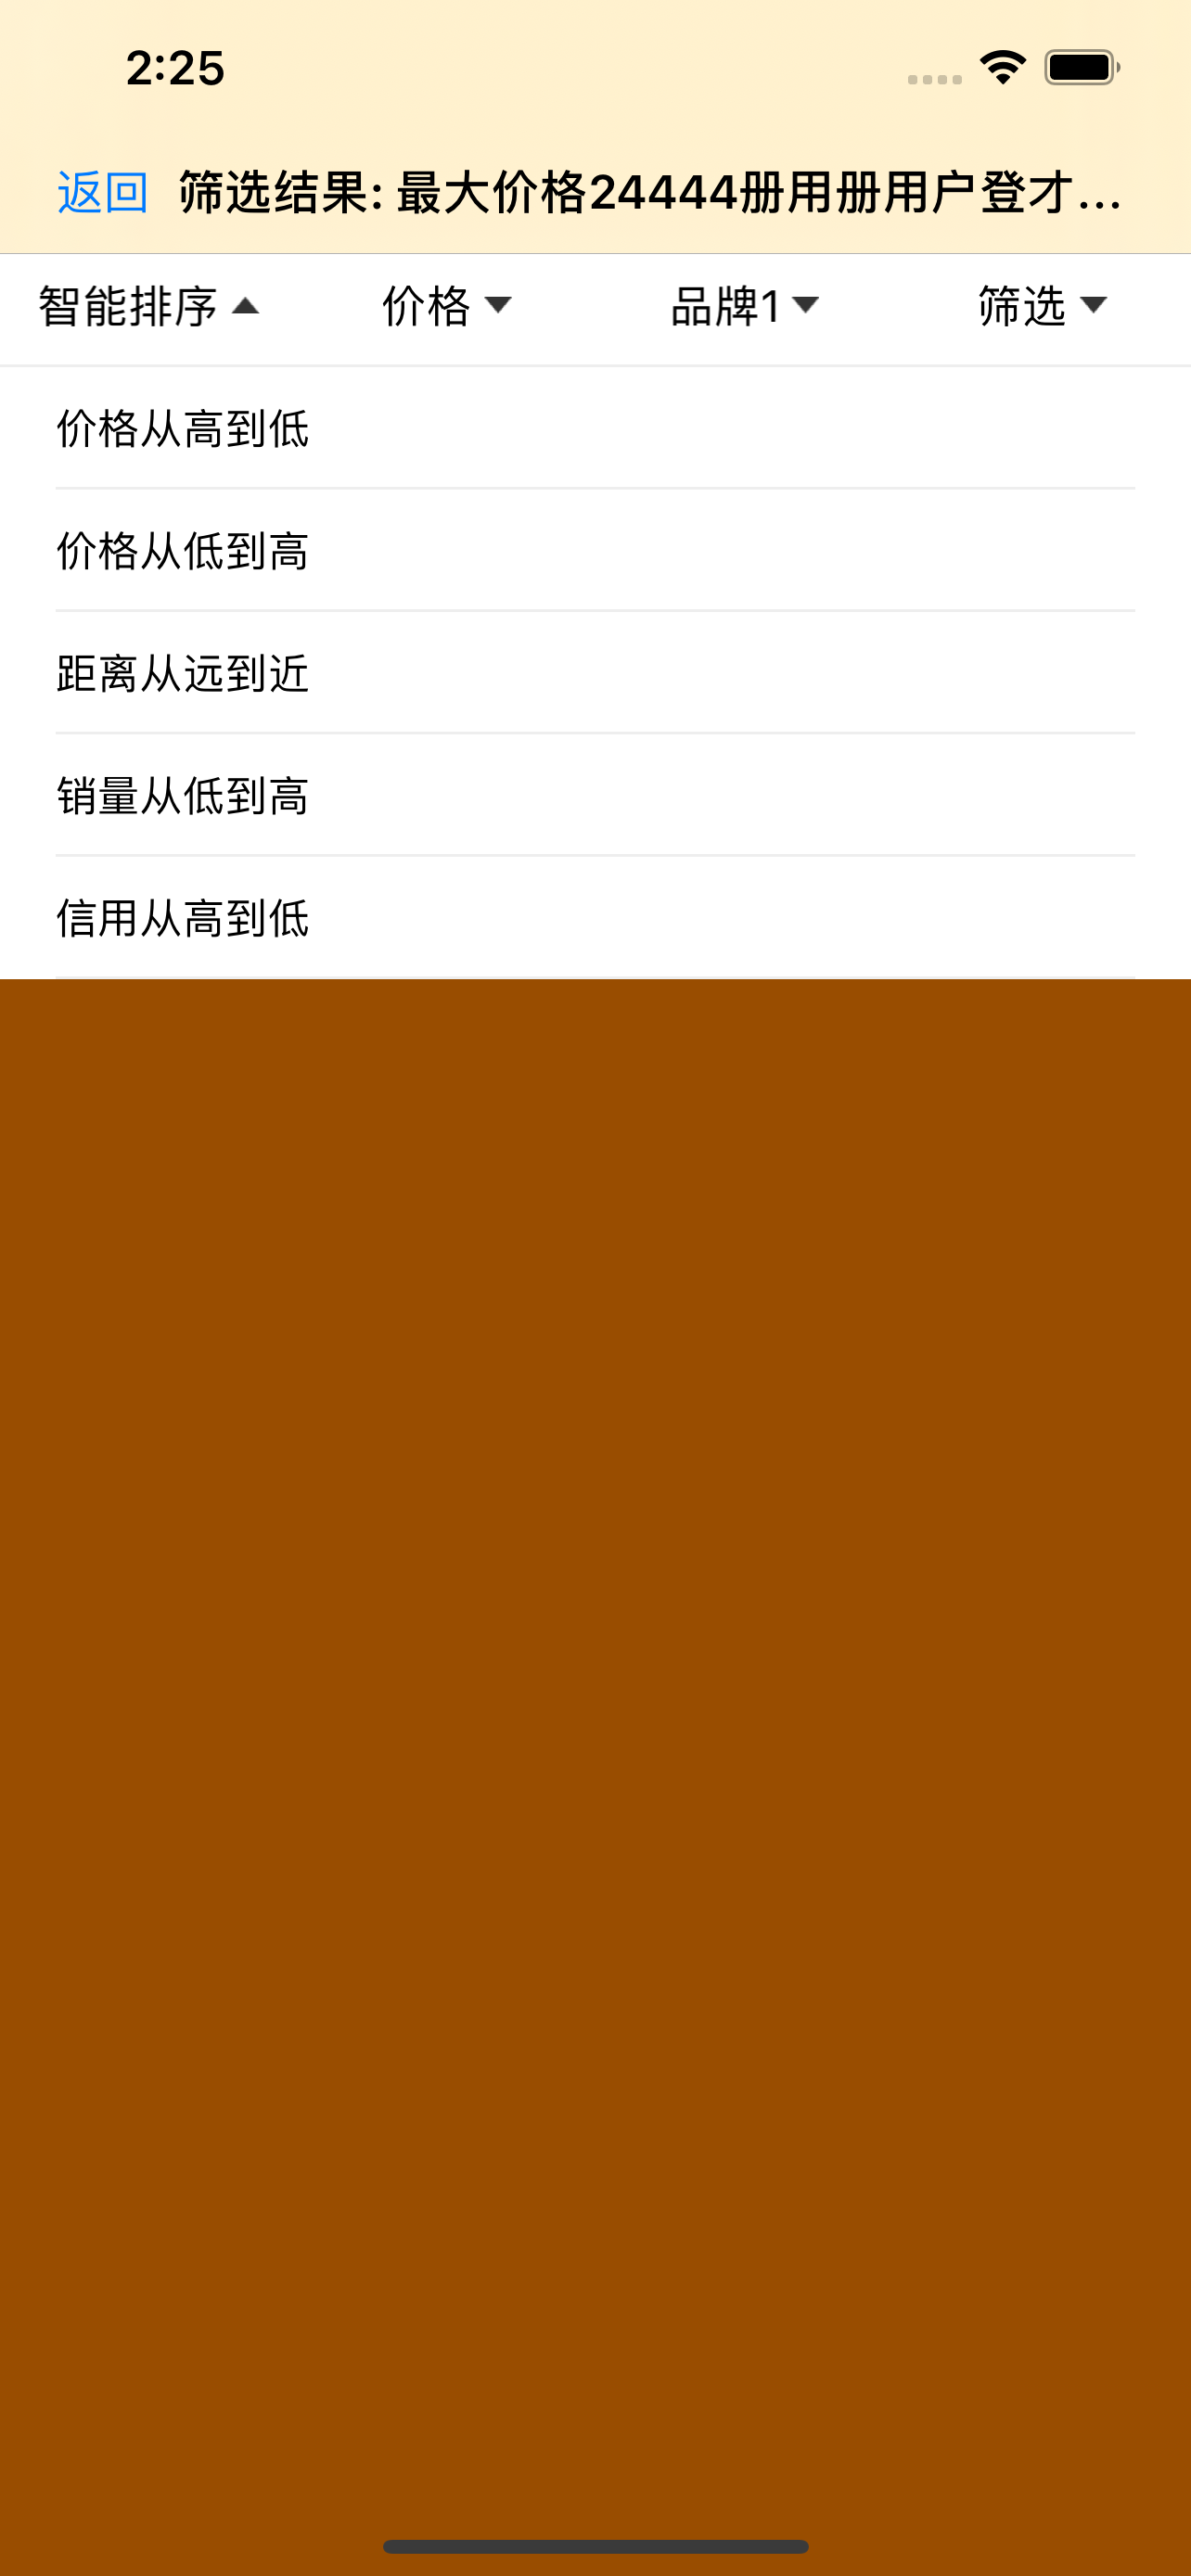 2:25
返回 筛选结果: 最大价格24444册用册用户登才...
智能排序 价格 品牌1 筛选
价格从高到低
价格从低到高
距离从远到近
销量从低到高
信用从高到低